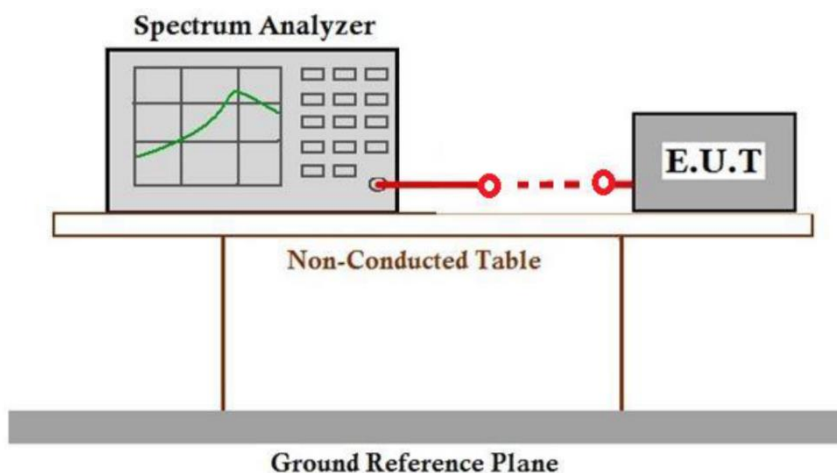 Spectrum Analyzer
E.U.T
Non-Conducted Table
Ground Reference Plane